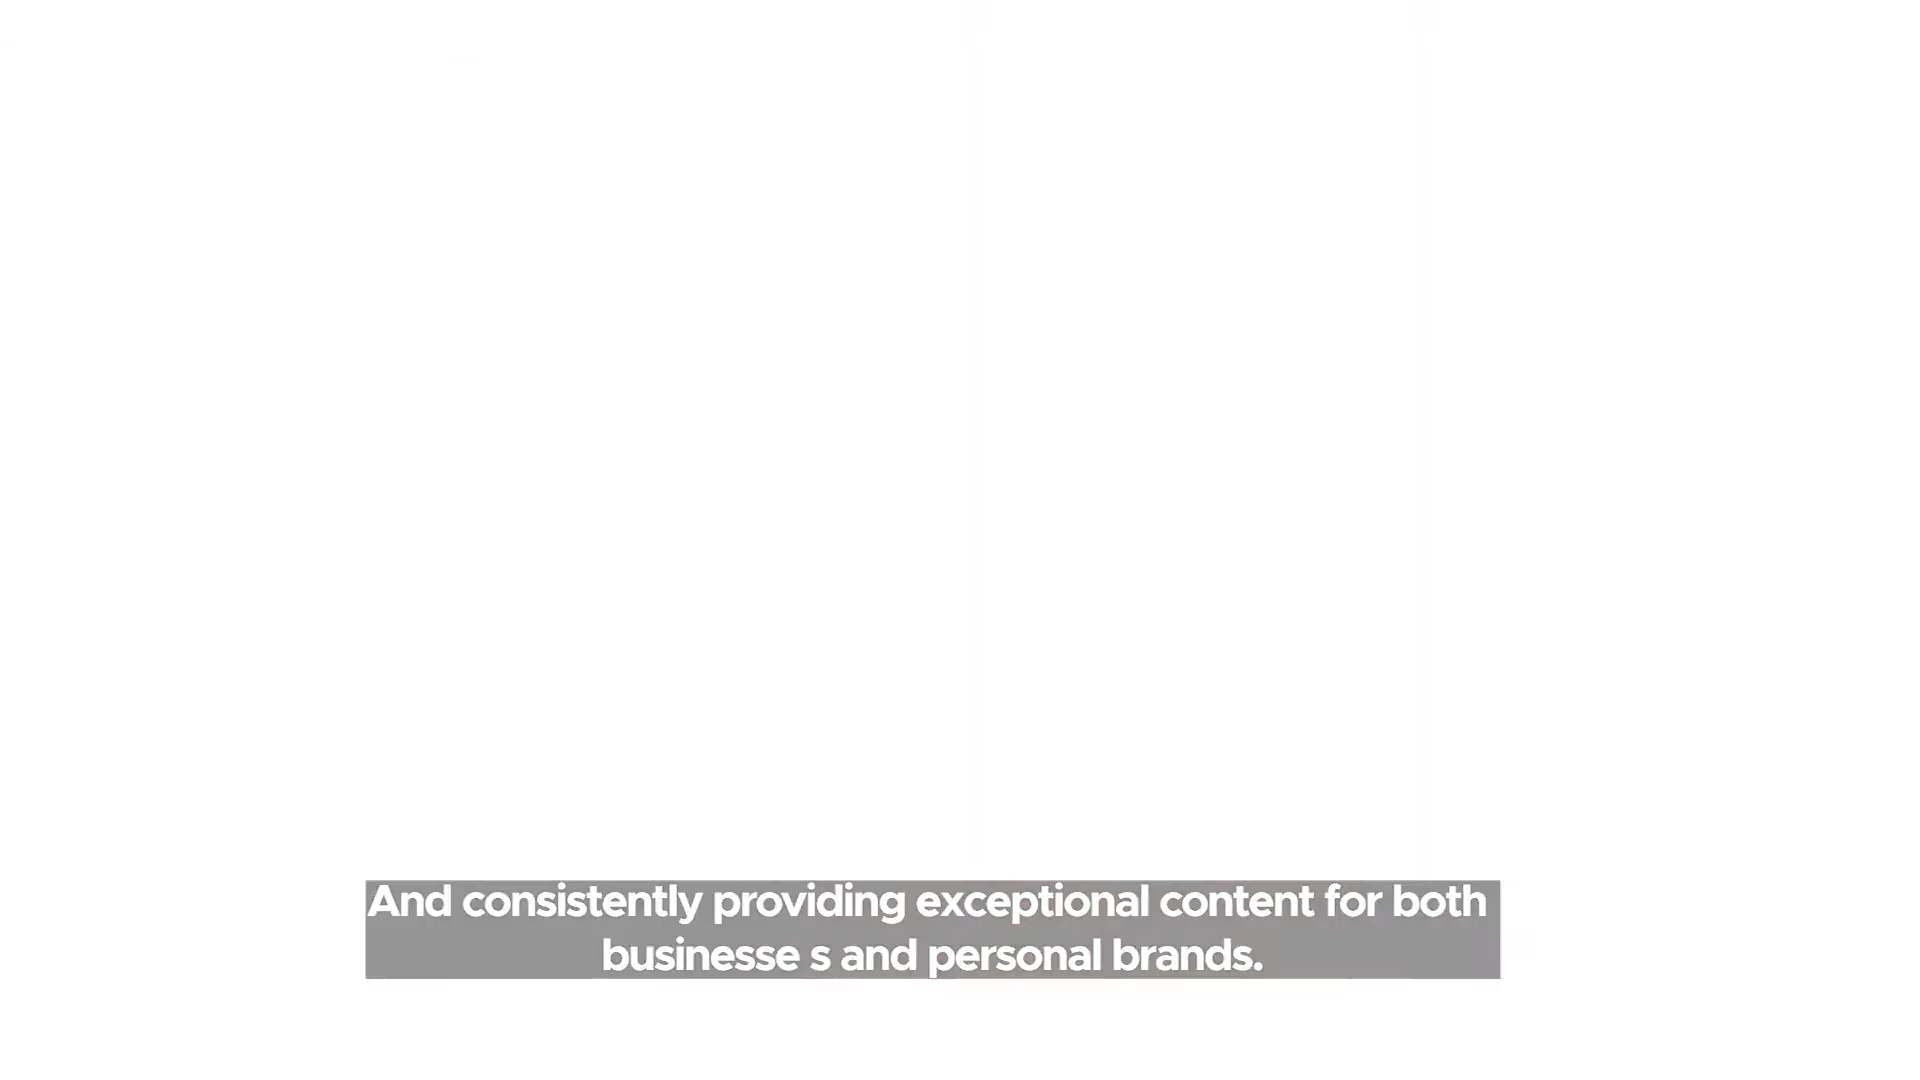 And consistently providing exceptional content for both
businesse s and personal brands.